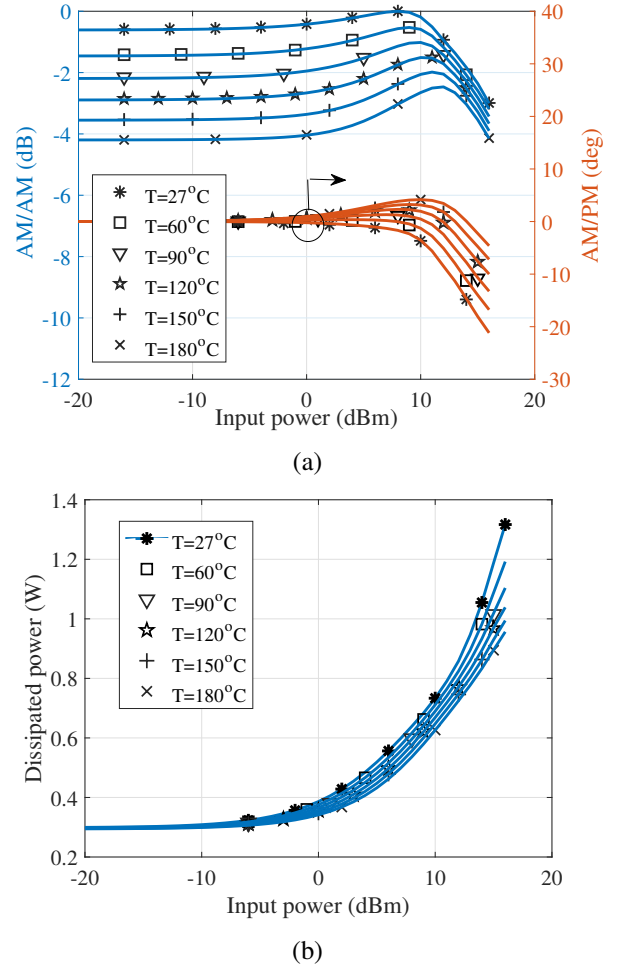 0
-2
-4
-6
-8
-10
-12
AM/AM (dB)
40
30
20
10
0
-10
-20
-30
AM/PM (deg)
T=27°C
T=60°C
T=90°C
T=120°C
T=150°C
T=180°C
-20
-10
0
10
20
Input power (dBm)
(a)
1.4
1.2
1
0.8
0.6
0.4
0.2
Dissipated power (W)
T=27°C
T=60°C
T=90°C
T=120°C
T=150°C
T=180°C
-20
-10
0
10
20
Input power (dBm)
(b)